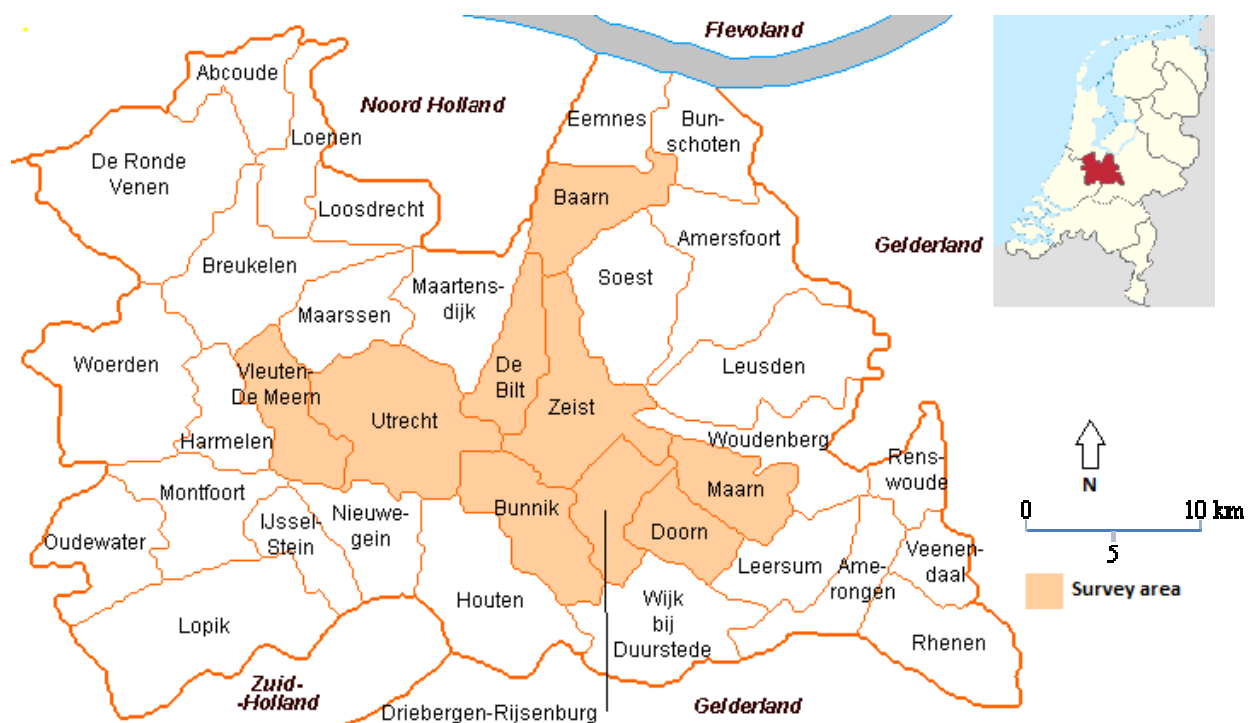 Flevoland
Abcoude
Noord Holland
Eemnes
Bun-
schoten
Loenen
De Ronde
Venen
Baarn
Loosdrecht
Amersfoort
Gelderland
Breukelen
Soest
Maartens-
dijk
Maarssen
Woerden
Vleuten-
De Meern
De
Bilt
Leusden
Zeist
Utrecht
Harmelen
Woudenberg
Rens-
woude
Montfoort
Maarn
N
Bunnik
Nieuwe-
gein
IJssel-
Stein
0
10 km
5
Oudewater
Doorn
Veenen-
daal
Leersum
Ame-
rongen
Survey area
Houten
Wijk
bij
Duurstede
Lopik
Rhenen
Zuid-
-Holland
Driebergen-Rijsenburg
Gelderland